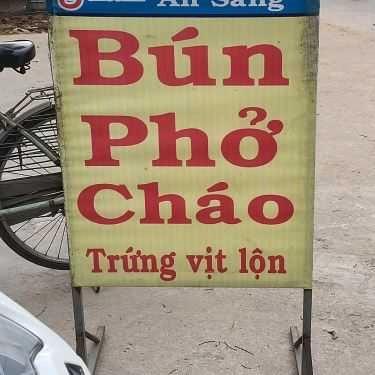 Ăn Sáng
Bún
Phở
Cháo
Trứng vịt lộn